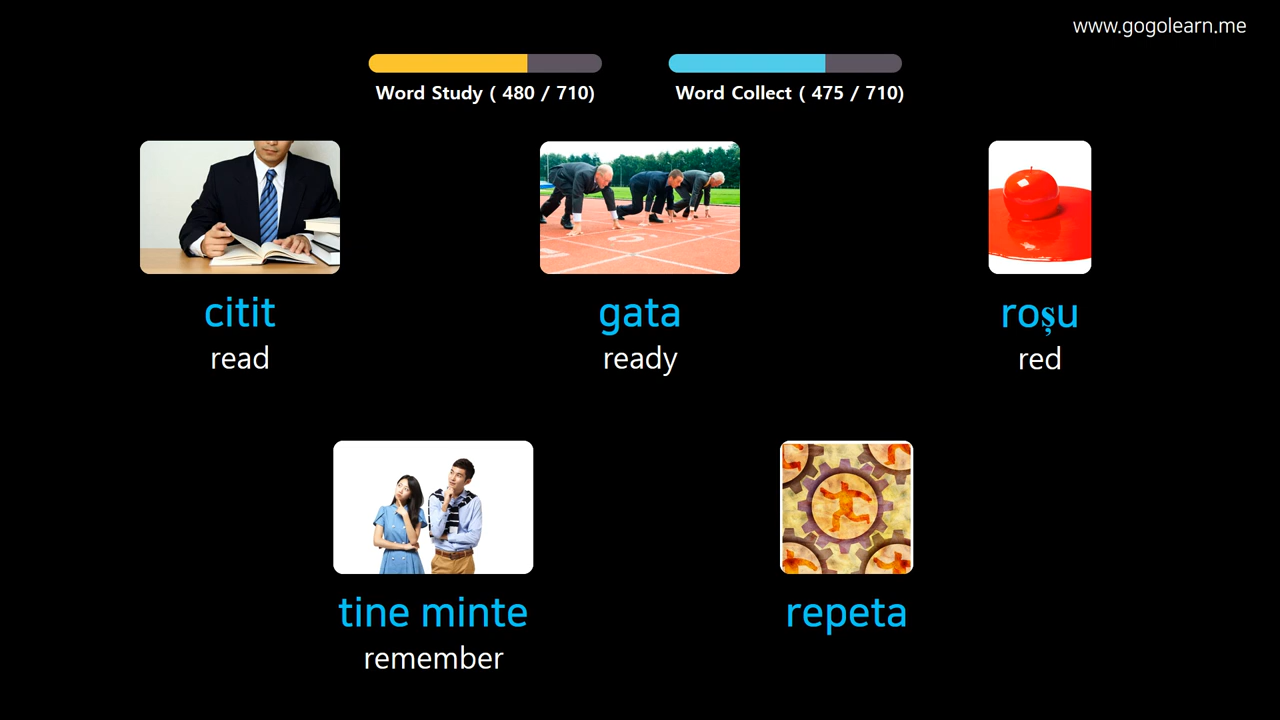 www.gogolearn.me
Word Study ( 480 / 710)
Word Collect ( 475 / 710)
citit
read
gata
ready
roșu
red
tine minte
remember
repeta